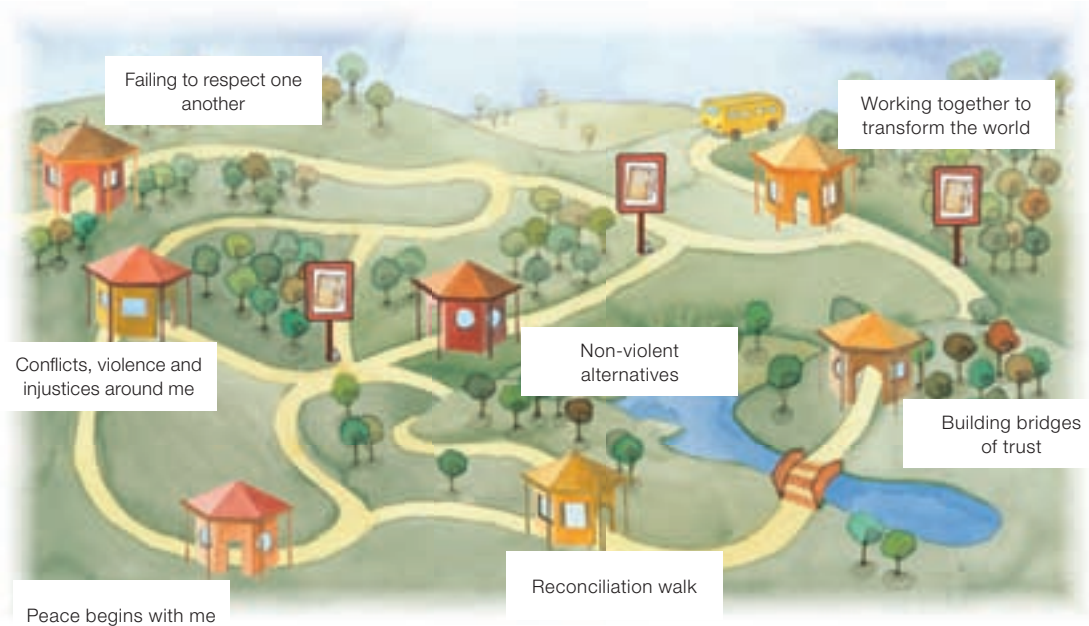 Failing to respect one
another
Working together to
transform the world
Conflicts, violence and
injustices around me
Non-violent
alternatives
Building bridges
of trust
Reconciliation walk
Peace begins with me